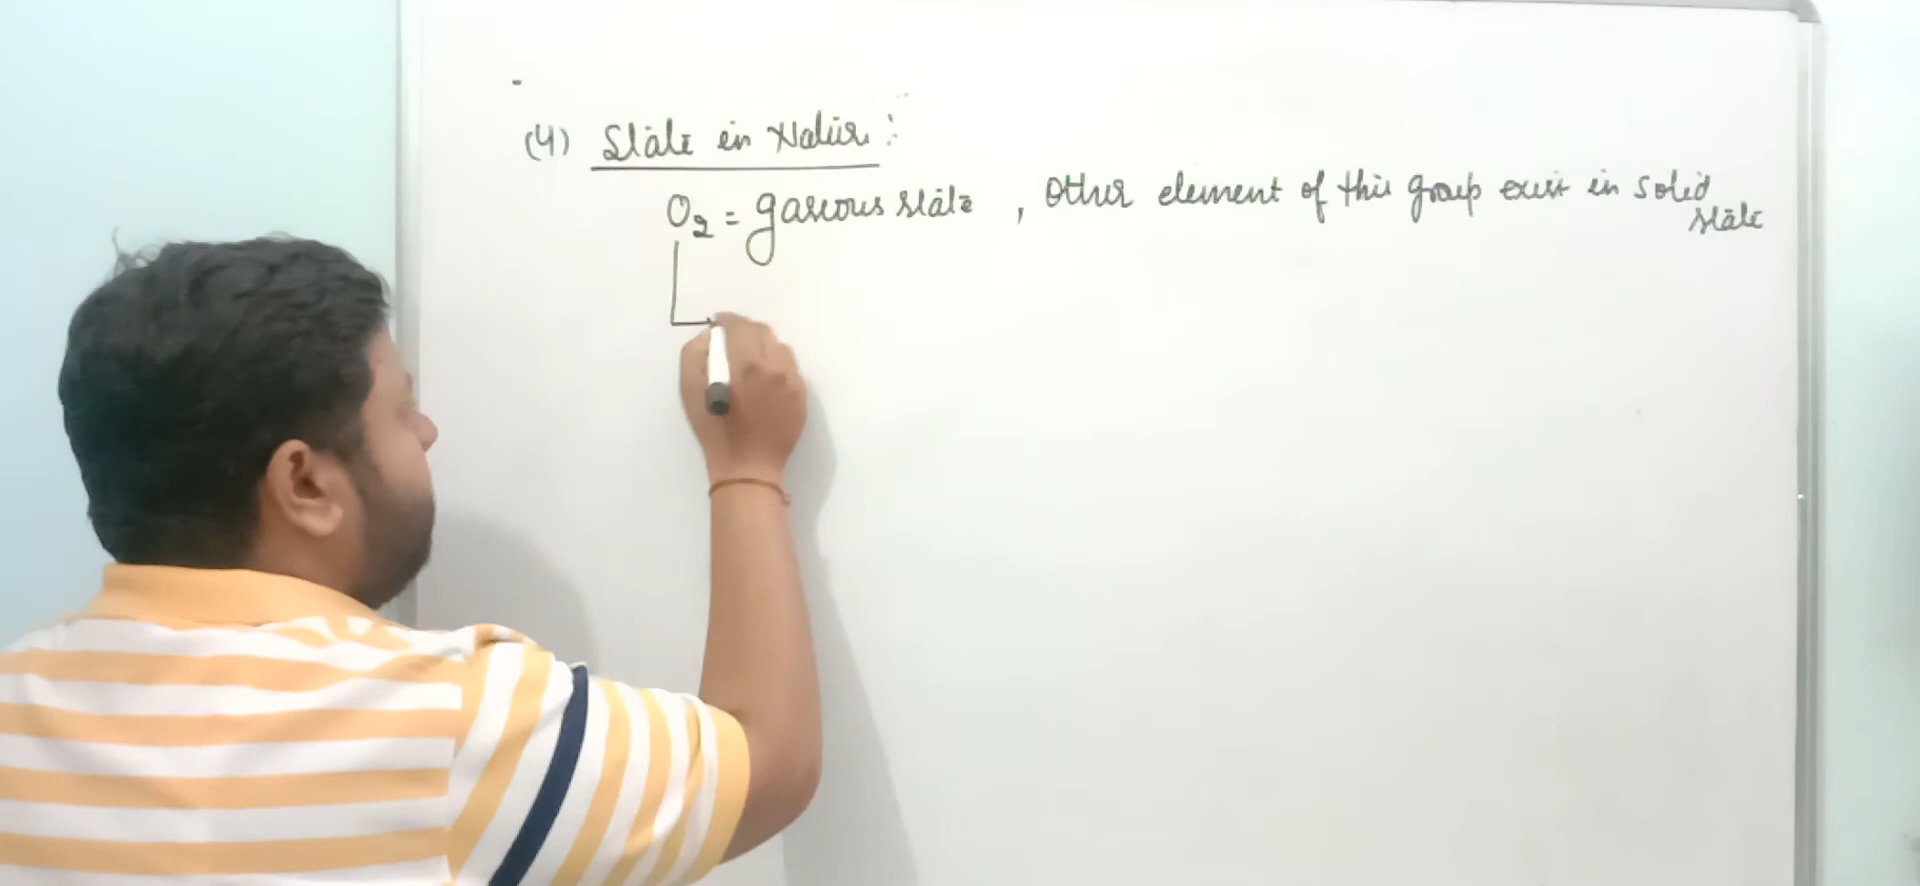 (4) State in Nature :
O₂ = gaseous state , Other element of this group exist in solid
state